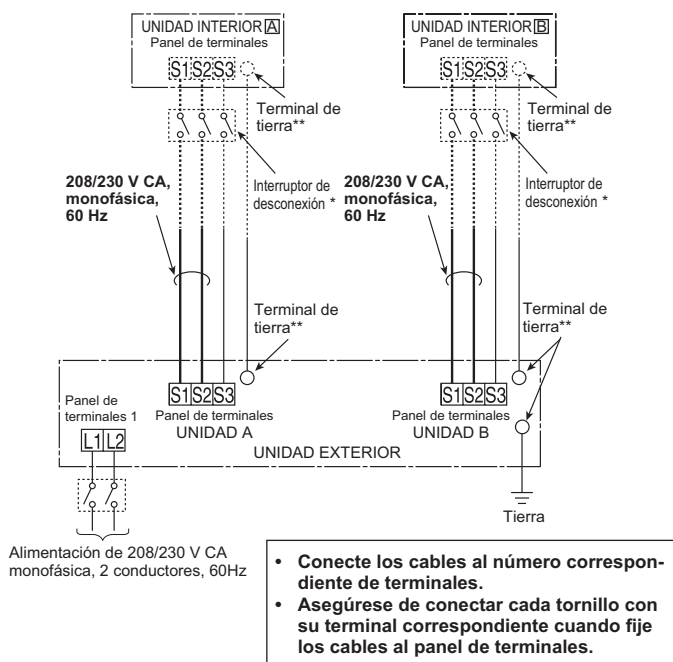 UNIDAD INTERIOR A
Panel de terminales
S1 S2 S3
Terminal de
tierra**
208/230 V CA,
monofásica,
60 Hz
Interruptor de
desconexión *
Terminal de
tierra**
UNIDAD INTERIOR B
Panel de terminales
S1 S2 S3
Terminal de
tierra**
208/230 V CA,
monofásica,
60 Hz
Interruptor de
desconexión *
Terminal de
tierra**
Panel de
terminales 1
L1 L2
S1 S2 S3
Panel de terminales
UNIDAD A
S1 S2 S3
Panel de terminales
UNIDAD B
UNIDAD EXTERIOR
Tierra
Alimentación de 208/230 V CA
monofásica, 2 conductores, 60Hz
• Conecte los cables al número correspon-
diente de terminales.
• Asegúrese de conectar cada tornillo con
su terminal correspondiente cuando fije
los cables al panel de terminales.